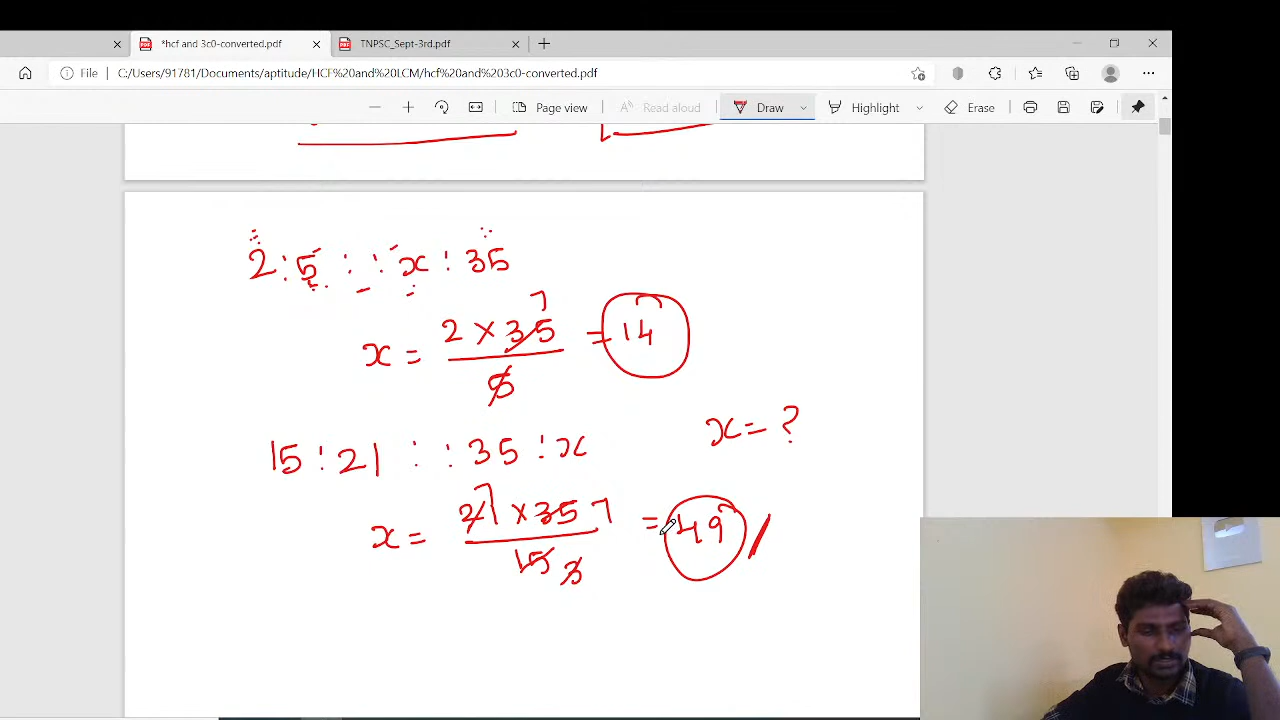 *hcf and 3c0-converted.pdf
TNPSC_Sept-3rd.pdf
File
C:/Users/91781/Documents/aptitude/HCF%20and%20LCM/hcf%20and%203c0-converted.pdf
Page view
Read aloud
Draw
Highlight
Erase
2 : 5 : : x : 35
7
x = 2 × 35 = 14
5
15 : 21 : : 35 : x
x = ?
7
x = 21 × 35 7 = 49 /
15 3